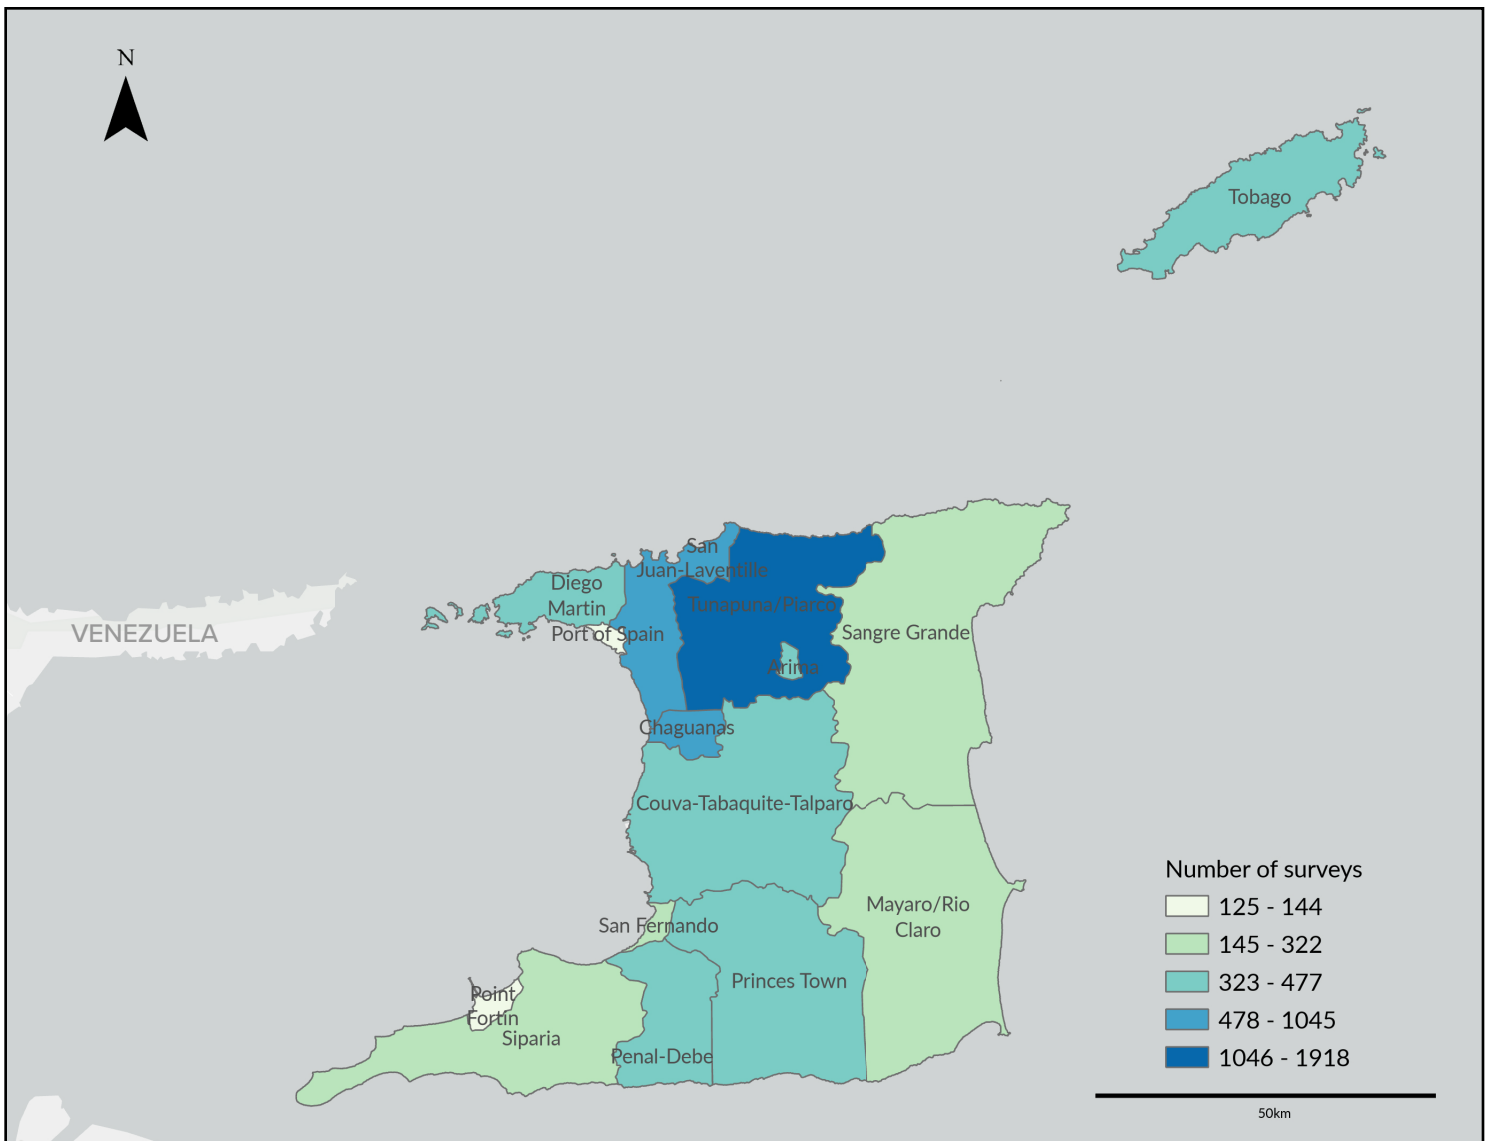 N
Tobago
San
Juan-Laventille
Diego
Martin
Tunapuna/Piarco
Port of Spain
Sangre Grande
VENEZUELA
Arima
Chaguanas
Couva-Tabaquite-Talparo
Mayaro/Rio
Claro
San Fernando
Princes Town
Point
Fortin
Siparia
Penal-Debe
Number of surveys
125 - 144
145 - 322
323 - 477
478 - 1045
1046 - 1918
50km